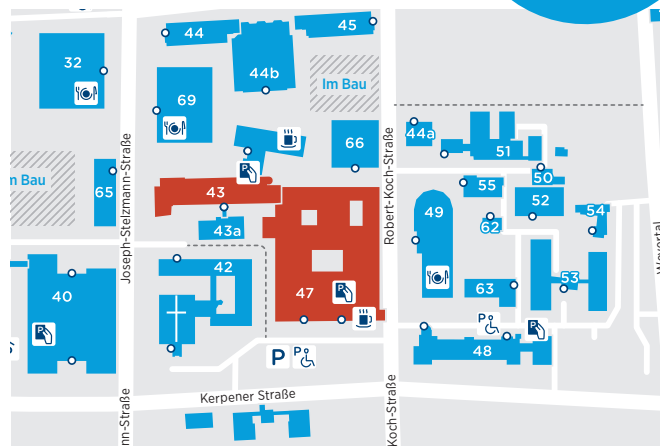 44
45
32
44b
Im Bau
69
44a
51
66
50
m Bau
65
Joseph-Stelzmann-Straße
Robert-Koch-Straße
43
55
52
49
54
43a
62
Weyertal
42
53
40
47
63
P
P
P
P
P
48
P
Kerpener Straße
nn-Straße
Koch-Straße